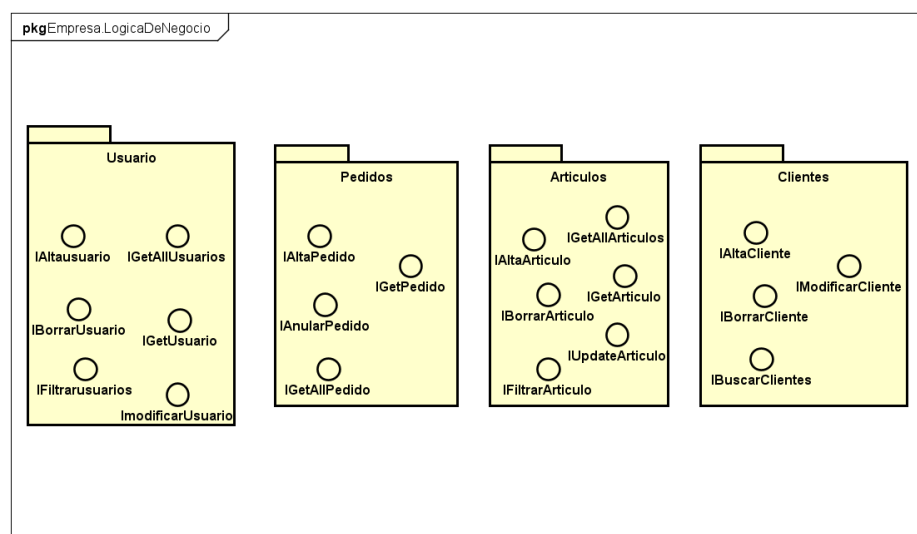 pkgEmpresa.LogicaDeNegocio
Usuario
IAltausuario
IGetAllUsuarios
IBorrarUsuario
IGetUsuario
IFiltrarusuarios
ImodificarUsuario
Pedidos
IAltaPedido
IGetPedido
IAnularPedido
IGetAllPedido
Articulos
IGetAllArticulos
IAltaArticulo
IGetArticulo
IBorrarArticulo
IUpdateArticulo
IFiltrarArticulo
Clientes
IAltaCliente
IModificarCliente
IBorrarCliente
IBuscarClientes